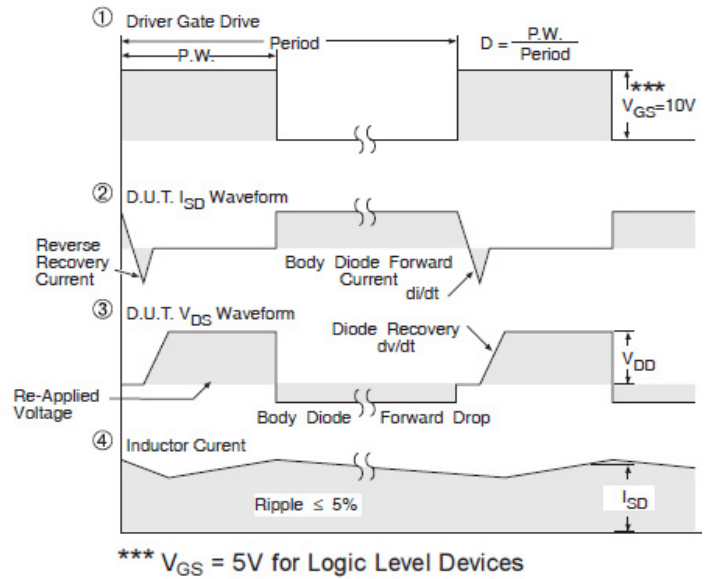 ① Driver Gate Drive
Period
P.W.
D = P.W. / Period
***
VGS=10V
② D.U.T. ISD Waveform
Reverse
Recovery
Current
Body Diode Forward
Current
di/dt
③ D.U.T. VDS Waveform
Diode Recovery
dv/dt
VDD
Re-Applied
Voltage
Body Diode
Forward Drop
④ Inductor Curent
Ripple ≤ 5%
ISD
*** VGS = 5V for Logic Level Devices